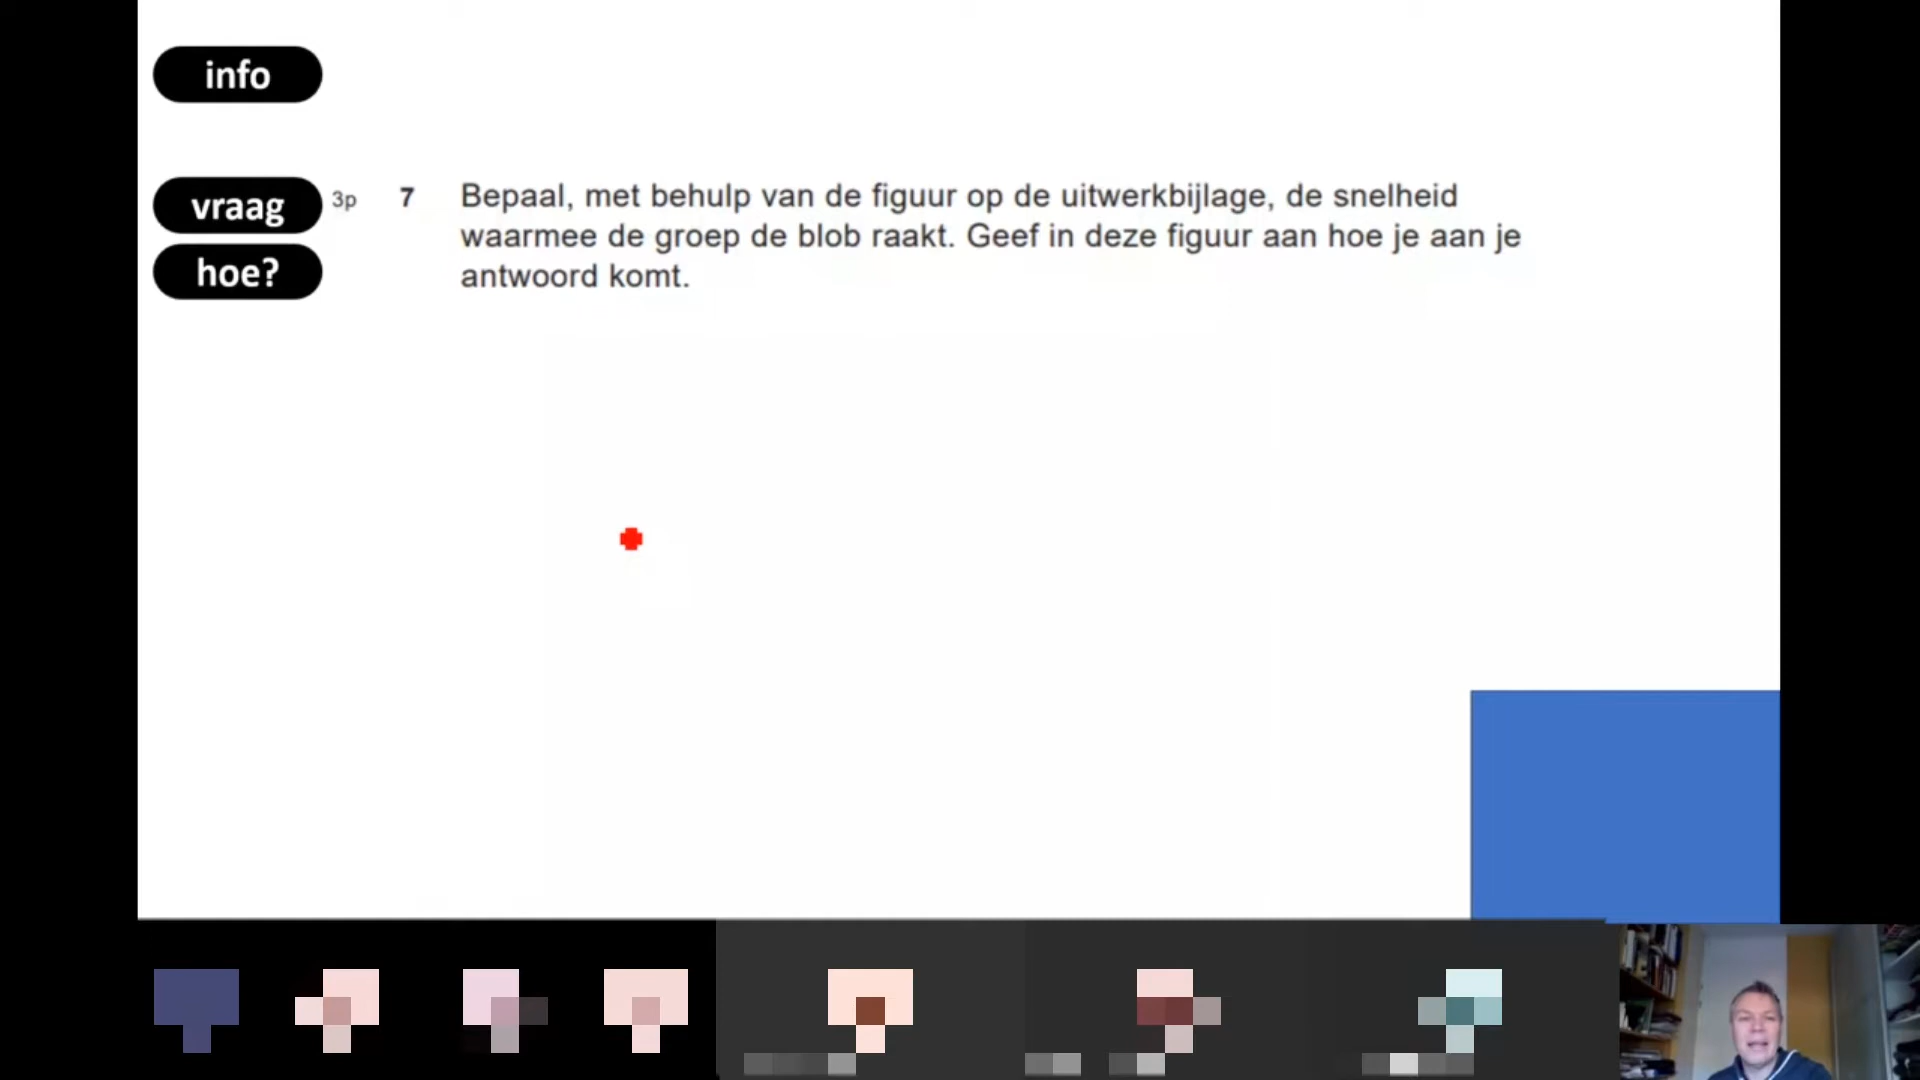 info
vraag 3p 7 Bepaal, met behulp van de figuur op de uitwerkbijlage, de snelheid
waarmee de groep de blob raakt. Geef in deze figuur aan hoe je aan je
hoe? antwoord komt.